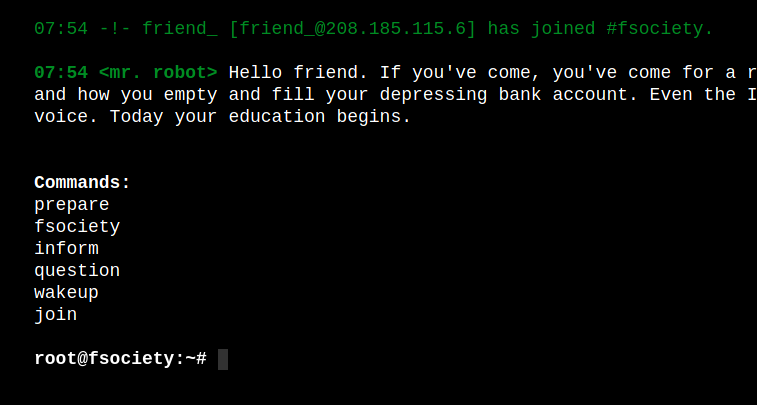 07:54 -!- friend_ [friend_@208.185.115.6] has joined #fsociety.
07:54 <mr. robot> Hello friend. If you've come, you've come for a r
and how you empty and fill your depressing bank account. Even the I
voice. Today your education begins.
Commands:
prepare
fsociety
inform
question
wakeup
join
root@fsociety:~#